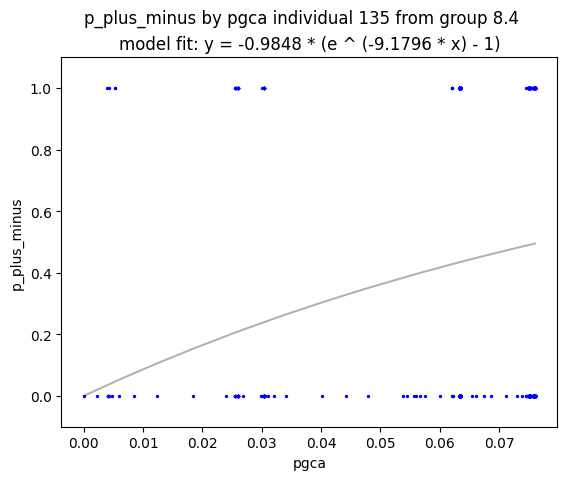 p_plus_minus by pgca individual 135 from group 8.4
model fit: y = -0.9848 * (e ^ (-9.1796 * x) - 1)
1.0
0.8
0.6
0.4
0.2
0.0
p_plus_minus
0.00 0.01 0.02 0.03 0.04 0.05 0.06 0.07
pgca